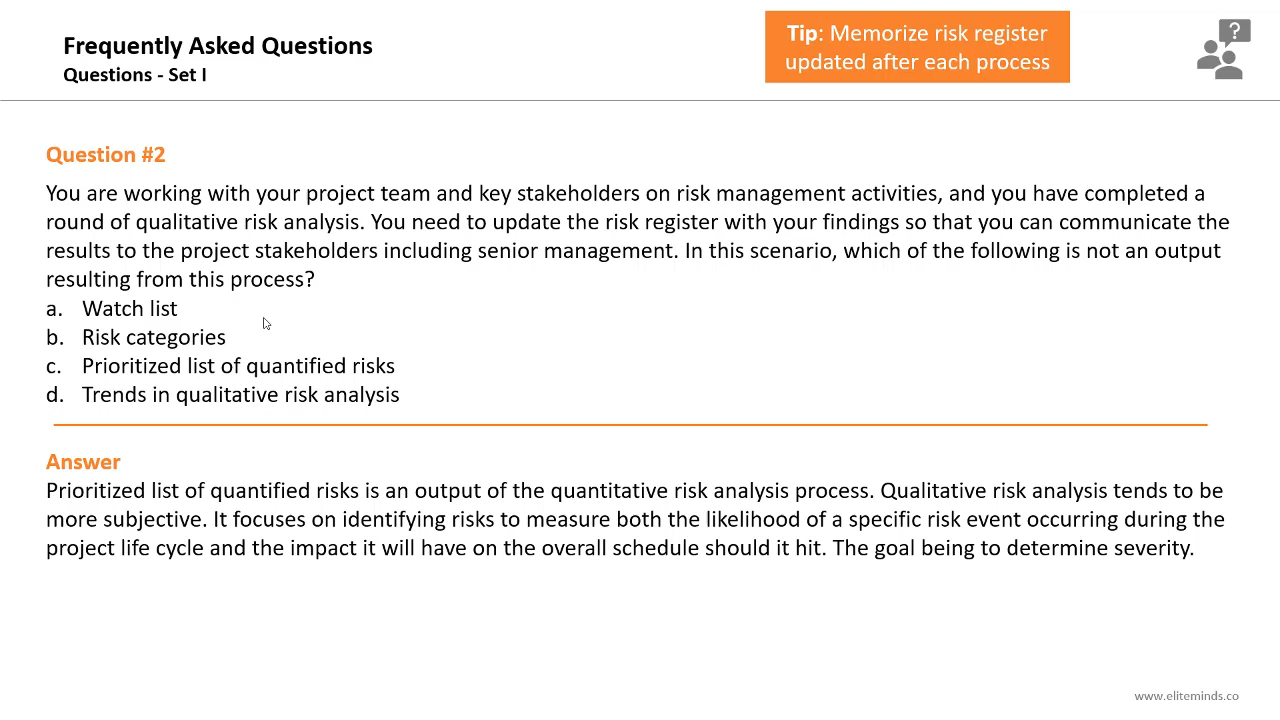 Frequently Asked Questions
Questions - Set I
Tip: Memorize risk register
updated after each process
?
Question #2
You are working with your project team and key stakeholders on risk management activities, and you have completed a
round of qualitative risk analysis. You need to update the risk register with your findings so that you can communicate the
results to the project stakeholders including senior management. In this scenario, which of the following is not an output
resulting from this process?
a. Watch list
b. Risk categories
c. Prioritized list of quantified risks
d. Trends in qualitative risk analysis
Answer
Prioritized list of quantified risks is an output of the quantitative risk analysis process. Qualitative risk analysis tends to be
more subjective. It focuses on identifying risks to measure both the likelihood of a specific risk event occurring during the
project life cycle and the impact it will have on the overall schedule should it hit. The goal being to determine severity.
www.eliteminds.co